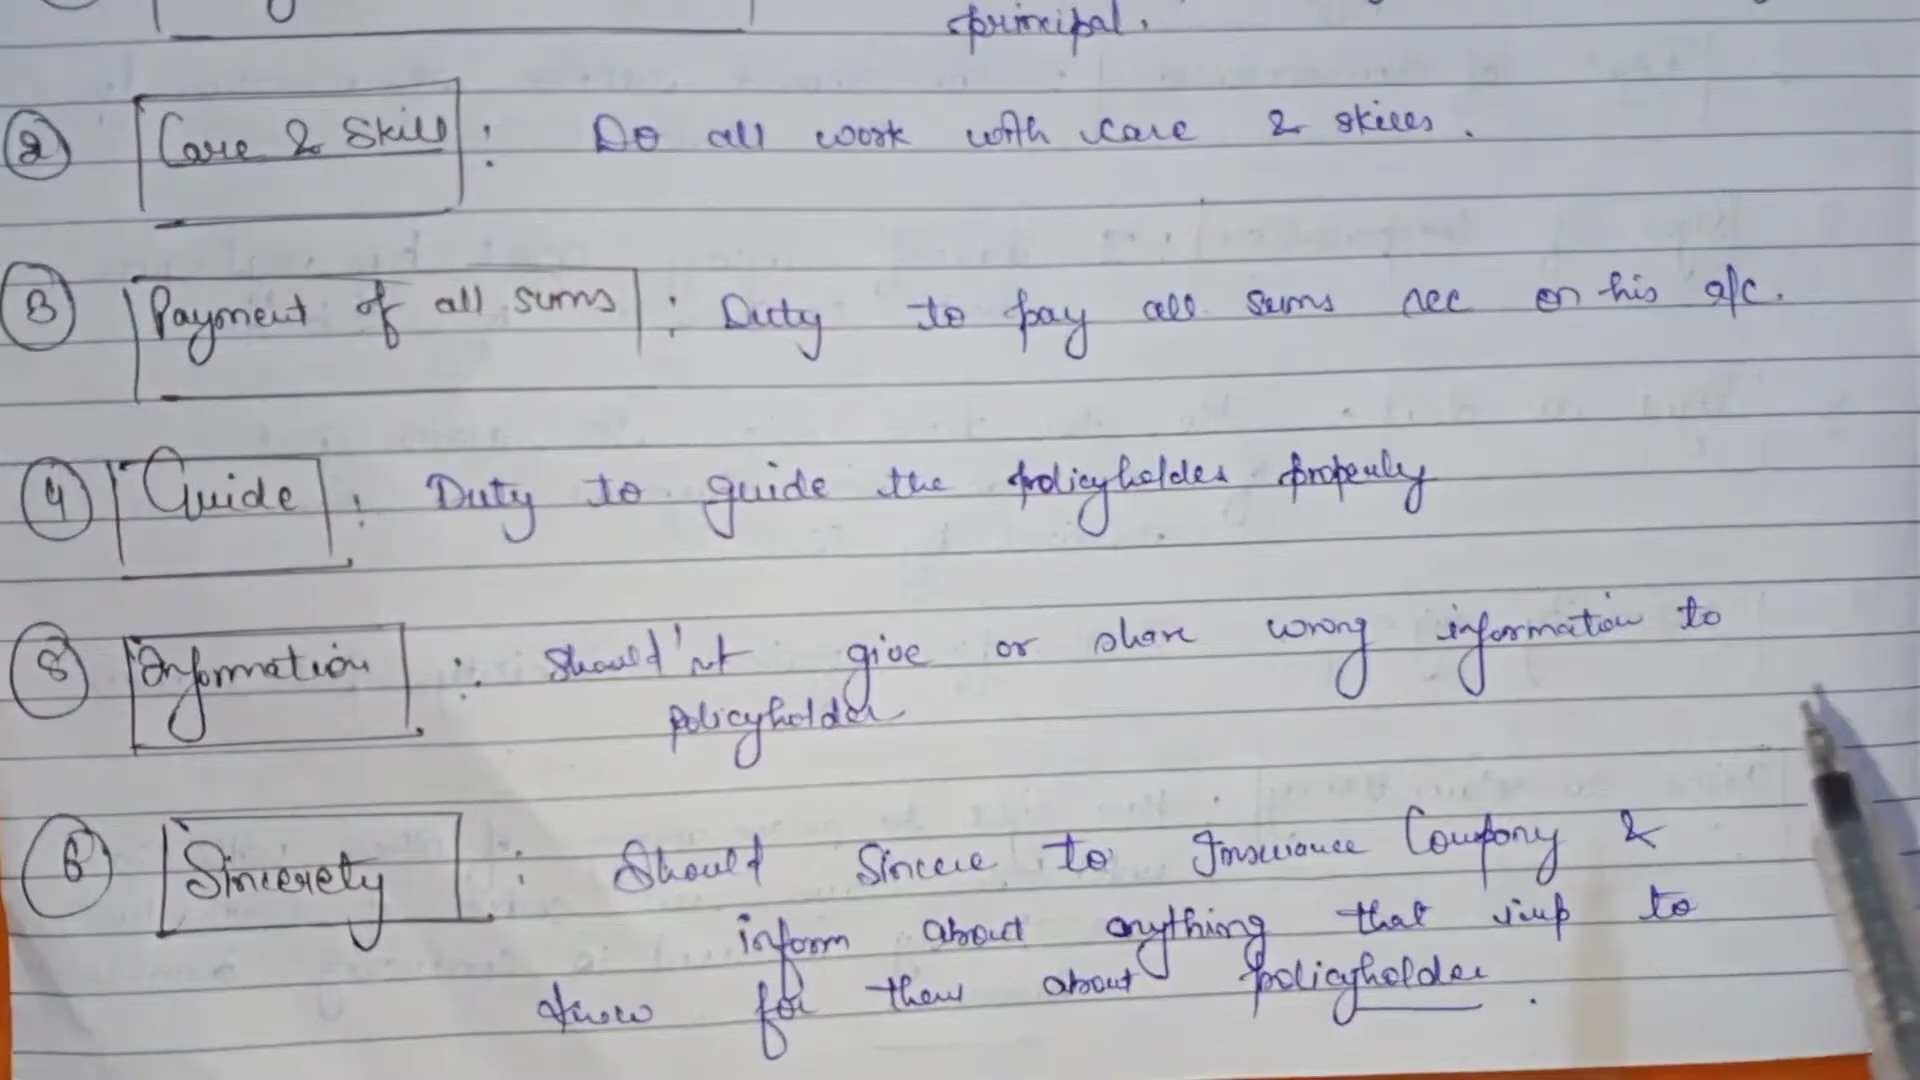 principal.
② Care & Skill : Do all work with care & skills.
③ Payment of all sums : Duty to pay all sums rec on his a/c.
④ Guide : Duty to guide the policyholder properly
⑤ Information : Should'nt give or share wrong information to
policyholder
⑥ Sincerety : Should Sincere to Insurance Company &
inform about anything that imp to
know for them about policyholder.